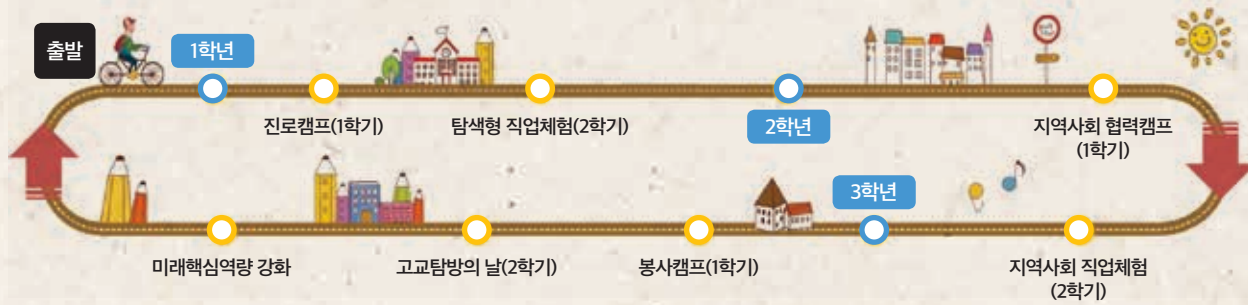 출발
1학년
진로캠프(1학기)
탐색형 직업체험(2학기)
2학년
지역사회 협력캠프
(1학기)
지역사회 직업체험
(2학기)
3학년
봉사캠프(1학기)
고교탐방의 날(2학기)
미래핵심역량 강화